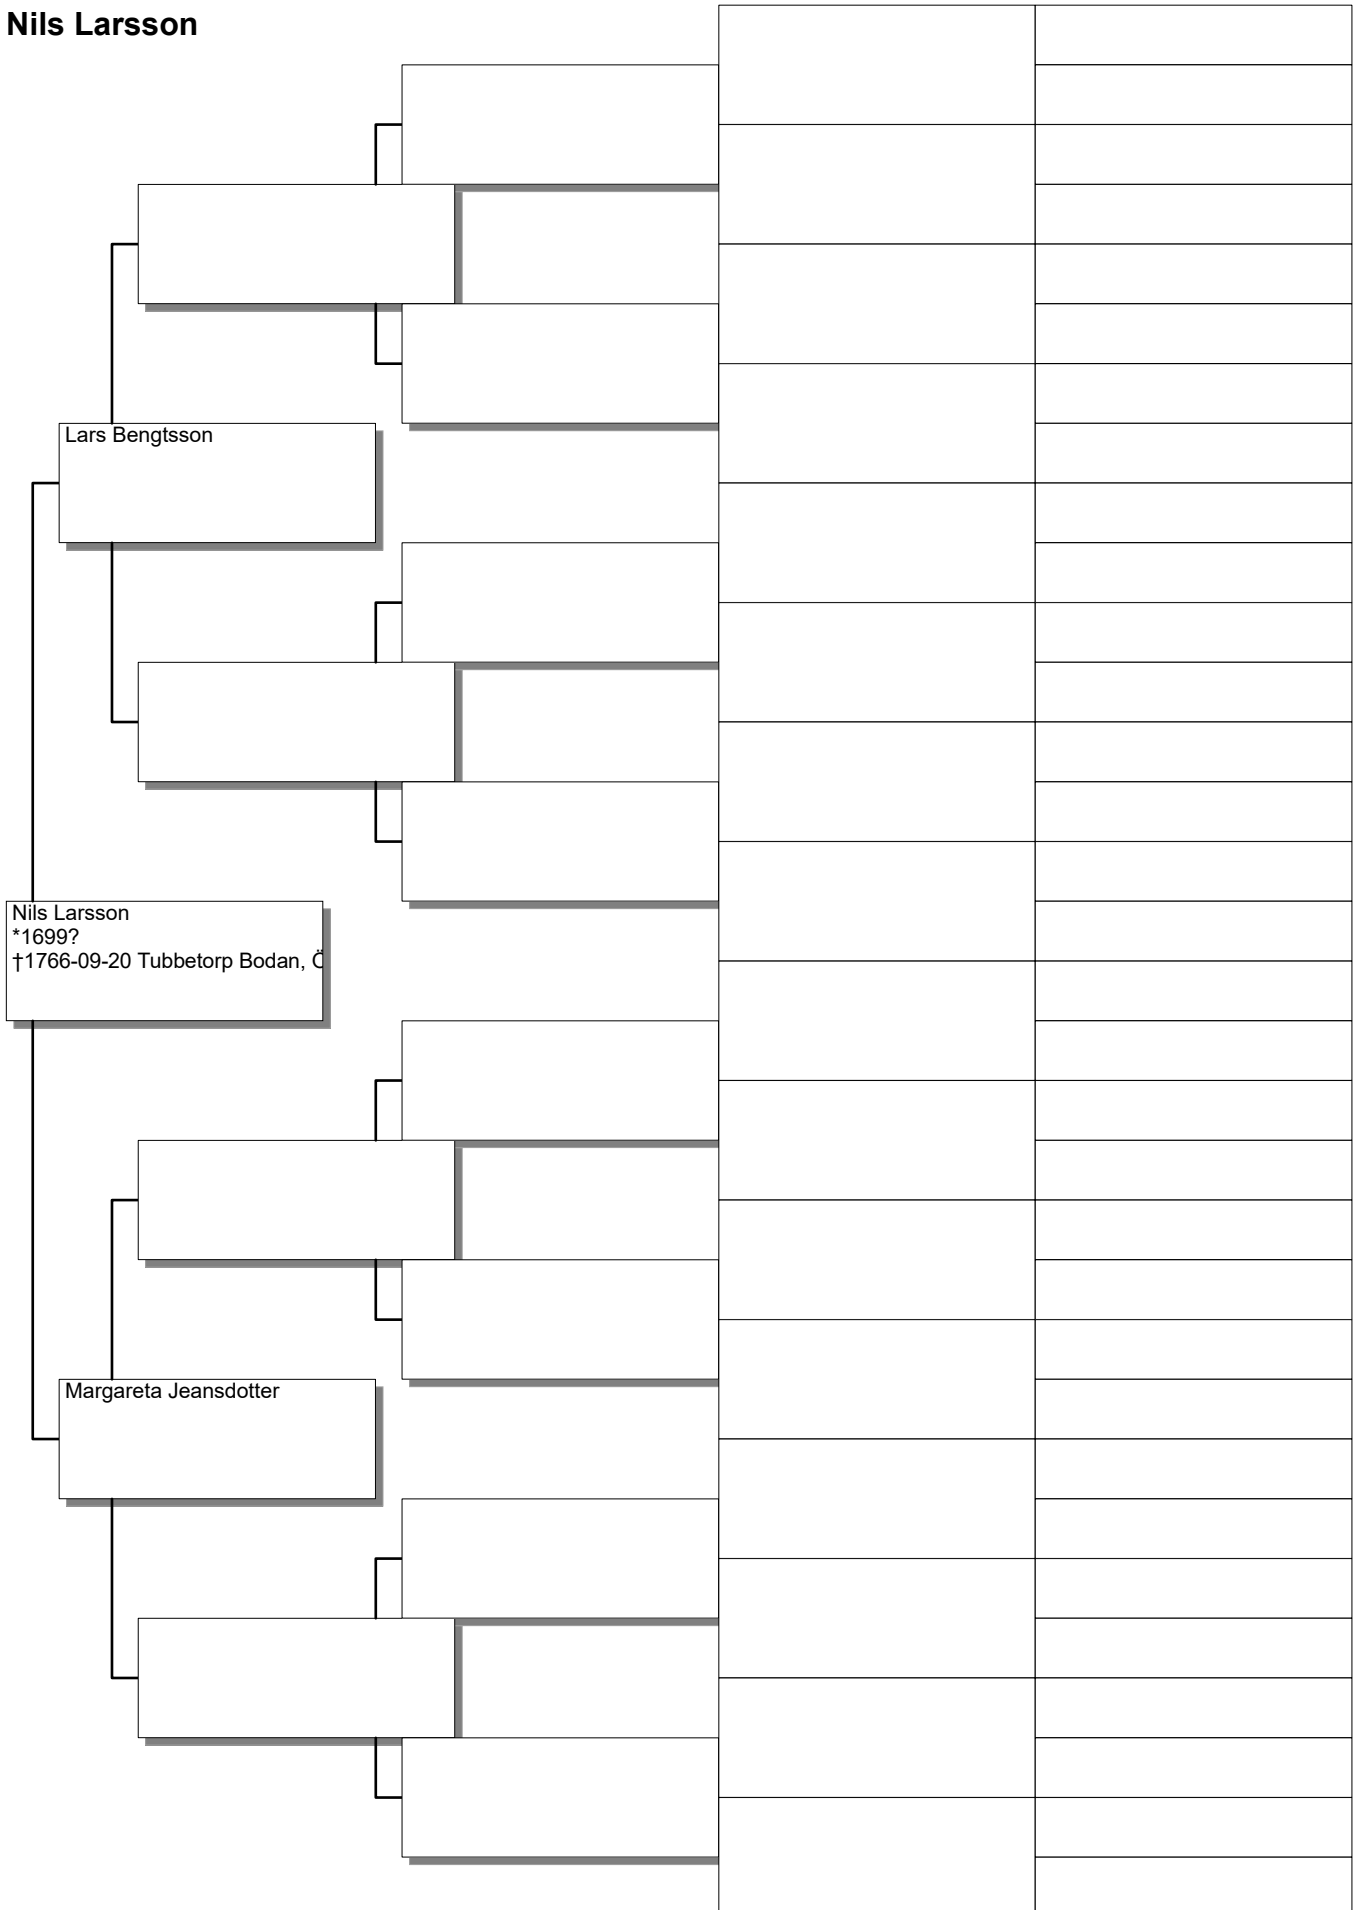 Nils Larsson
Lars Bengtsson
Nils Larsson
*1699?
†1766-09-20 Tubbetorp Bodan, Ö
Margareta Jeansdotter